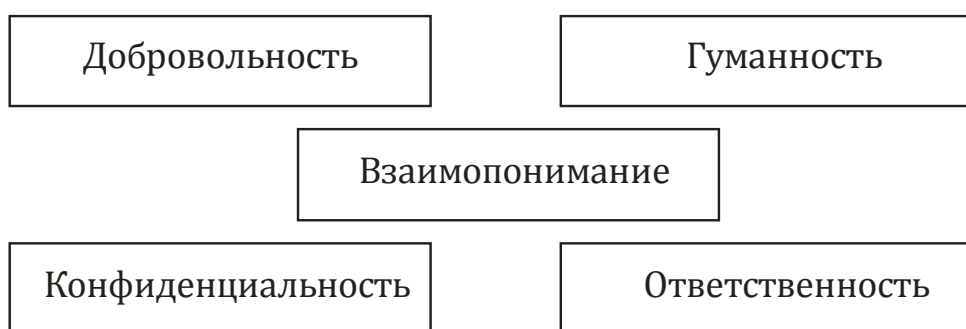 Добровольность
Гуманность
Взаимопонимание
Конфиденциальность
Ответственность